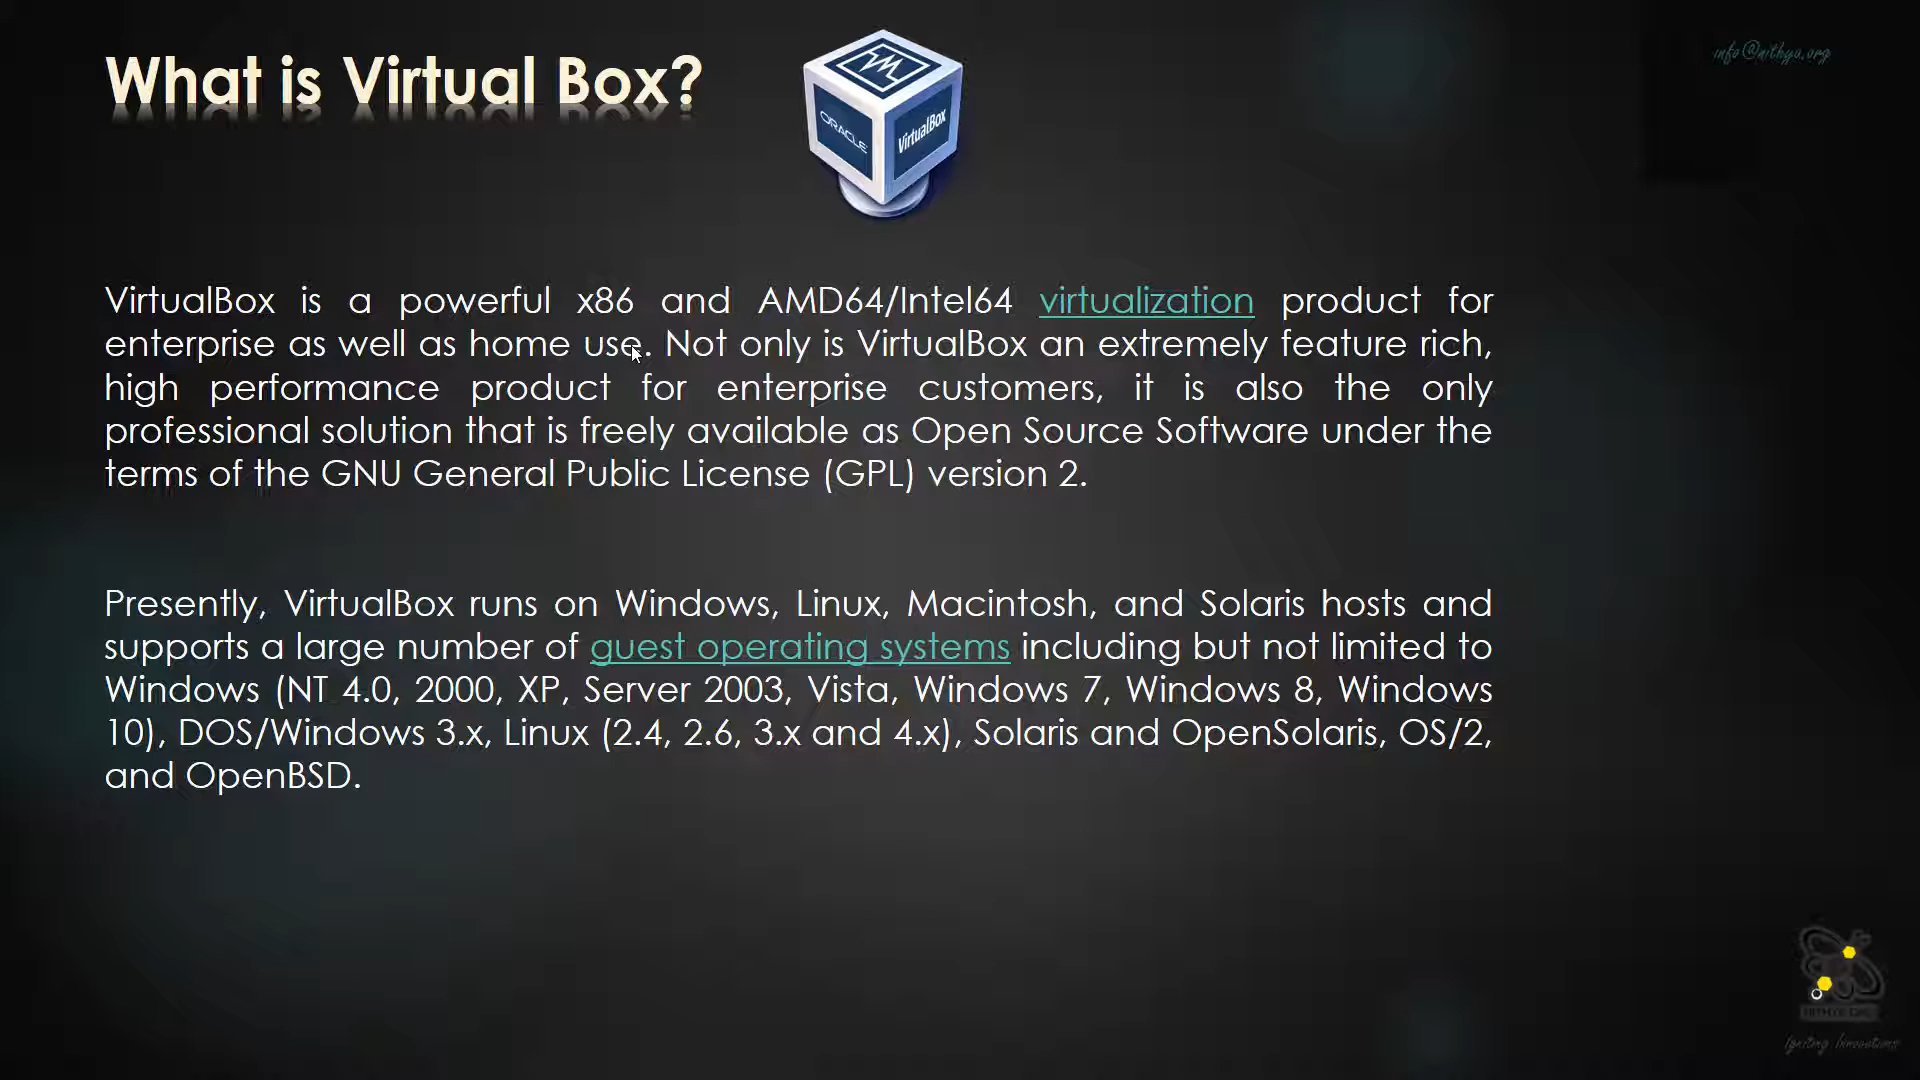 What is Virtual Box?
ORACLE
VirtualBox
info@nithya.org
VirtualBox is a powerful x86 and AMD64/Intel64 virtualization product for
enterprise as well as home use. Not only is VirtualBox an extremely feature rich,
high performance product for enterprise customers, it is also the only
professional solution that is freely available as Open Source Software under the
terms of the GNU General Public License (GPL) version 2.
Presently, VirtualBox runs on Windows, Linux, Macintosh, and Solaris hosts and
supports a large number of guest operating systems including but not limited to
Windows (NT 4.0, 2000, XP, Server 2003, Vista, Windows 7, Windows 8, Windows
10), DOS/Windows 3.x, Linux (2.4, 2.6, 3.x and 4.x), Solaris and OpenSolaris, OS/2,
and OpenBSD.
Igniting Innovations